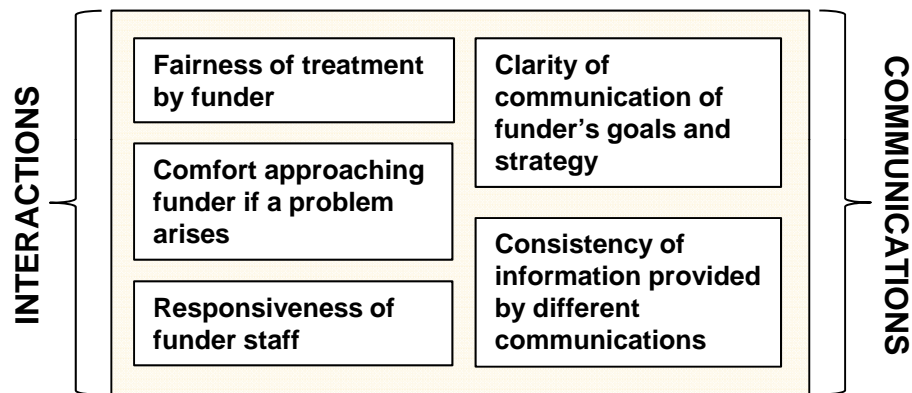 INTERACTIONS
Fairness of treatment
by funder
Comfort approaching
funder if a problem
arises
Responsiveness of
funder staff
Clarity of
communication of
funder’s goals and
strategy
Consistency of
information provided
by different
communications
COMMUNICATIONS